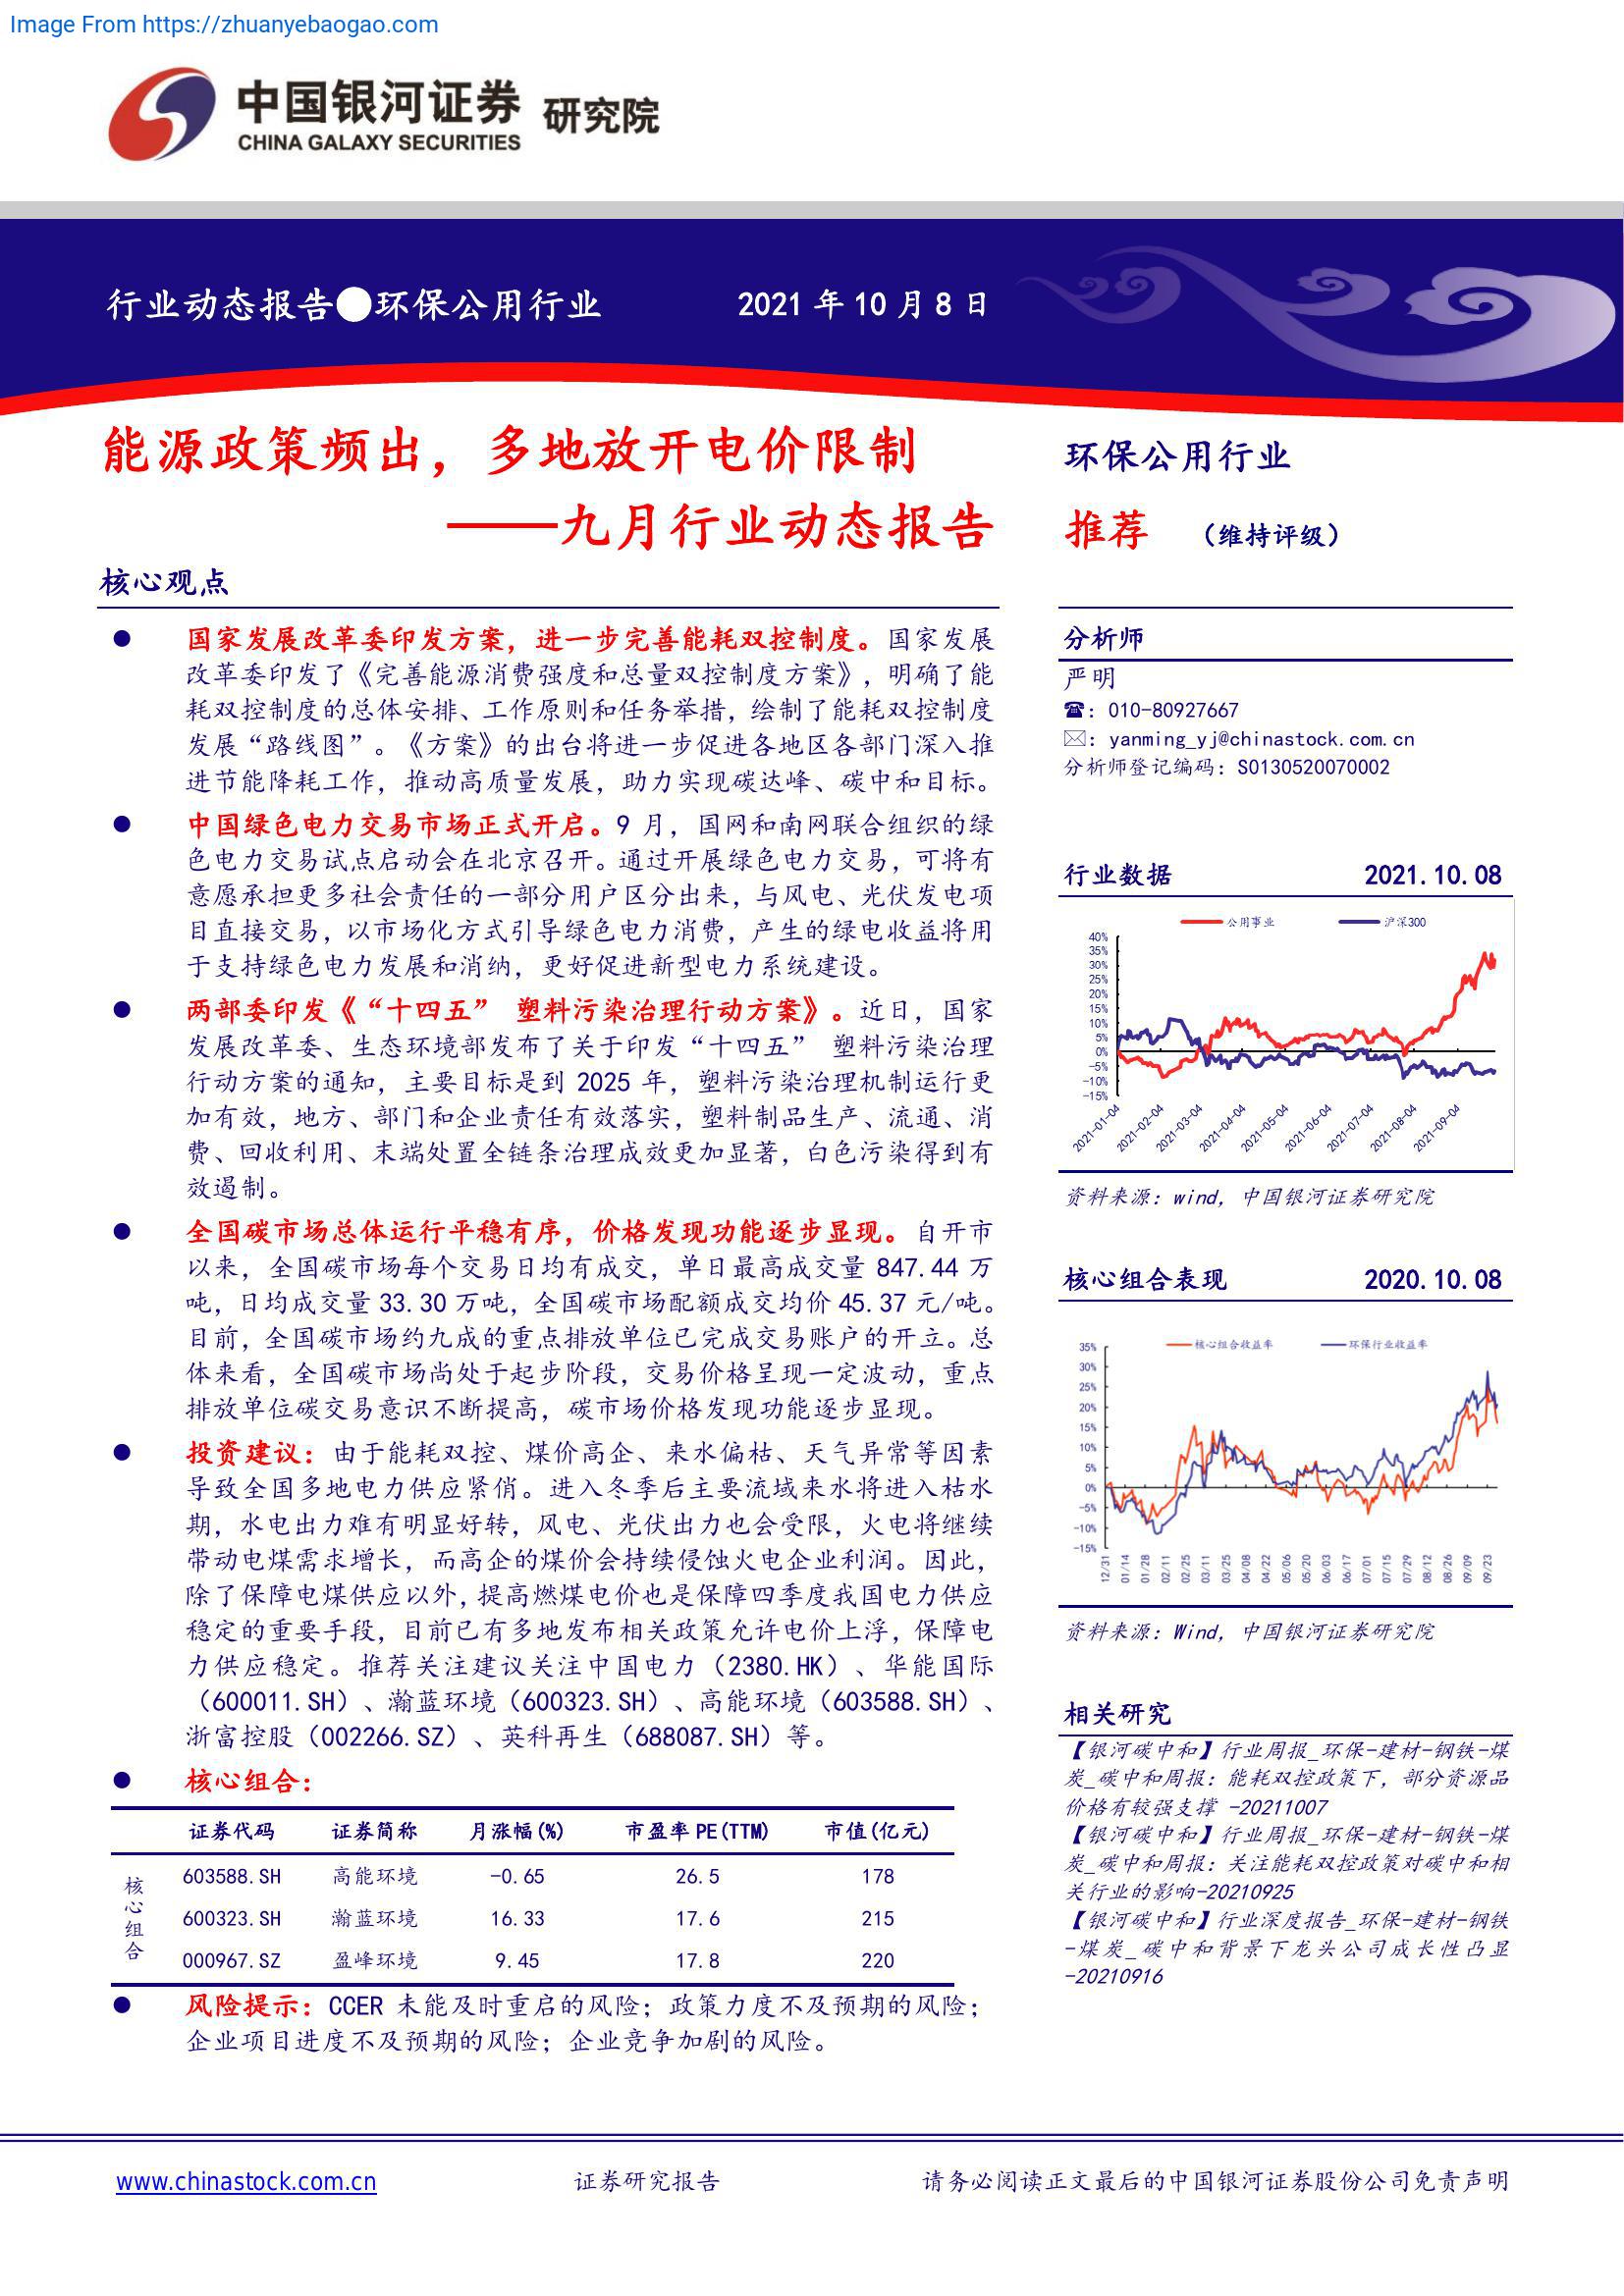 Image From https://zhuanyebaogao.com
中国银河证券 研究院
CHINA GALAXY SECURITIES
行业动态报告●环保公用行业 2021 年 10 月 8 日
能源政策频出，多地放开电价限制
——九月行业动态报告
核心观点
● 国家发展改革委印发方案，进一步完善能耗双控制度。国家发展
改革委印发了《完善能源消费强度和总量双控制度方案》，明确了能
耗双控制度的总体安排、工作原则和任务举措，绘制了能耗双控制度
发展“路线图”。《方案》的出台将进一步促进各地区各部门深入推
进节能降耗工作，推动高质量发展，助力实现碳达峰、碳中和目标。
● 中国绿色电力交易市场正式开启。9 月，国网和南网联合组织的绿
色电力交易试点启动会在北京召开。通过开展绿色电力交易，可将有
意愿承担更多社会责任的一部分用户区分出来，与风电、光伏发电项
目直接交易，以市场化方式引导绿色电力消费，产生的绿电收益将用
于支持绿色电力发展和消纳，更好促进新型电力系统建设。
● 两部委印发《“十四五” 塑料污染治理行动方案》。近日，国家
发展改革委、生态环境部发布了关于印发“十四五” 塑料污染治理
行动方案的通知，主要目标是到 2025 年，塑料污染治理机制运行更
加有效，地方、部门和企业责任有效落实，塑料制品生产、流通、消
费、回收利用、末端处置全链条治理成效更加显著，白色污染得到有
效遏制。
● 全国碳市场总体运行平稳有序，价格发现功能逐步显现。自开市
以来，全国碳市场每个交易日均有成交，单日最高成交量 847.44 万
吨，日均成交量 33.30 万吨，全国碳市场配额成交均价 45.37 元/吨。
目前，全国碳市场约九成的重点排放单位已完成交易账户的开立。总
体来看，全国碳市场尚处于起步阶段，交易价格呈现一定波动，重点
排放单位碳交易意识不断提高，碳市场价格发现功能逐步显现。
● 投资建议：由于能耗双控、煤价高企、来水偏枯、天气异常等因素
导致全国多地电力供应紧俏。进入冬季后主要流域来水将进入枯水
期，水电出力难有明显好转，风电、光伏出力也会受限，火电将继续
带动电煤需求增长，而高企的煤价会持续侵蚀火电企业利润。因此，
除了保障电煤供应以外，提高燃煤电价也是保障四季度我国电力供应
稳定的重要手段，目前已有多地发布相关政策允许电价上浮，保障电
力供应稳定。推荐关注建议关注中国电力（2380.HK）、华能国际
（600011.SH）、瀚蓝环境（600323.SH）、高能环境（603588.SH）、
浙富控股（002266.SZ）、英科再生（688087.SH）等。
● 核心组合：
证券代码 证券简称 月涨幅(%) 市盈率 PE(TTM) 市值(亿元)
核心组合
603588.SH 高能环境 -0.65 26.5 178
600323.SH 瀚蓝环境 16.33 17.6 215
000967.SZ 盈峰环境 9.45 17.8 220
● 风险提示：CCER 未能及时重启的风险；政策力度不及预期的风险；
企业项目进度不及预期的风险；企业竞争加剧的风险。
环保公用行业
推荐 （维持评级）
分析师
严明
☎：010-80927667
✉：yanming_yj@chinastock.com.cn
分析师登记编码：S0130520070002
行业数据 2021.10.08
公用事业 沪深300
40%
35%
30%
25%
20%
15%
10%
5%
0%
-5%
-10%
-15%
2021-01-04 2021-02-04 2021-03-04 2021-04-04 2021-05-04 2021-06-04 2021-07-04 2021-08-04 2021-09-04
资料来源：wind，中国银河证券研究院
核心组合表现 2020.10.08
核心组合收益率 环保行业收益率
35%
30%
25%
20%
15%
10%
5%
0%
-5%
-10%
-15%
12/31 01/14 01/28 02/11 02/25 03/11 03/25 04/08 04/22 05/06 05/20 06/03 06/17 07/01 07/15 07/29 08/12 08/26 09/09 09/23
资料来源：Wind，中国银河证券研究院
相关研究
【银河碳中和】行业周报_环保-建材-钢铁-煤
炭_碳中和周报：能耗双控政策下，部分资源品
价格有较强支撑 -20211007
【银河碳中和】行业周报_环保-建材-钢铁-煤
炭_碳中和周报：关注能耗双控政策对碳中和相
关行业的影响-20210925
【银河碳中和】行业深度报告_环保-建材-钢铁
-煤炭_碳中和背景下龙头公司成长性凸显
-20210916
www.chinastock.com.cn 证券研究报告 请务必阅读正文最后的中国银河证券股份公司免责声明